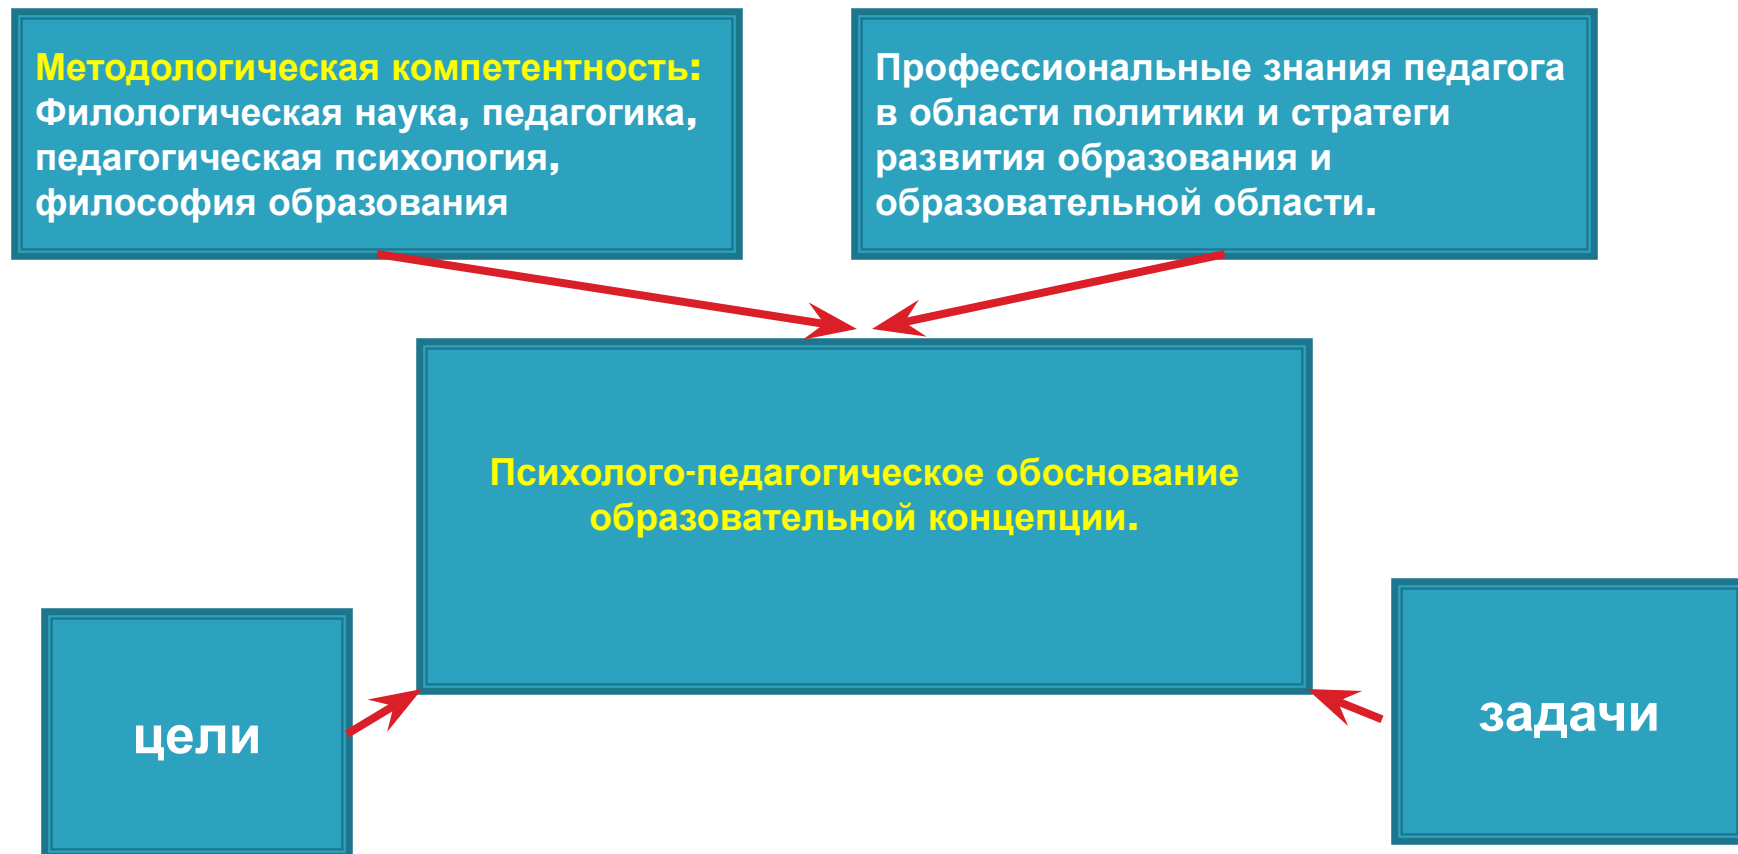 Методологическая компетентность:
Филологическая наука, педагогика,
педагогическая психология,
философия образования
Профессиональные знания педагога
в области политики и стратеги
развития образования и
образовательной области.
Психолого-педагогическое обоснование
образовательной концепции.
цели
задачи